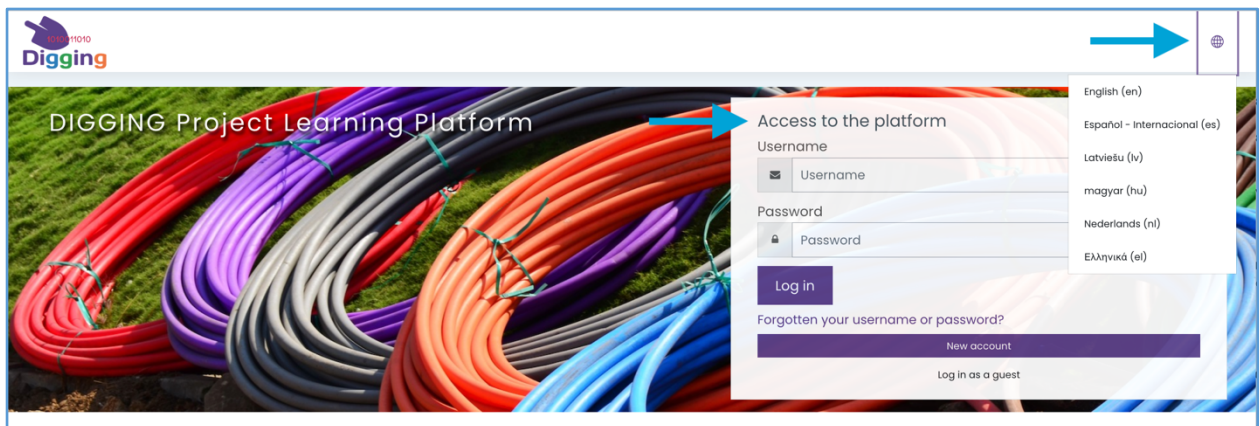 1010011010
Digging
DIGGING Project Learning Platform
English (en)
Español - Internacional (es)
Latviešu (lv)
magyar (hu)
Nederlands (nl)
Ελληνικά (el)
Access to the platform
Username
Username
Password
Password
Log in
Forgotten your username or password?
New account
Log in as a guest